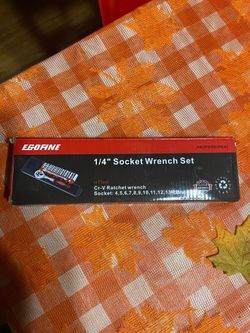 EGOFINE
PROFESSIONAL
1/4" Socket Wrench Set
Cr-V Ratchet wrench
Socket: 4,5,6,7,8,9,10,11,12,13